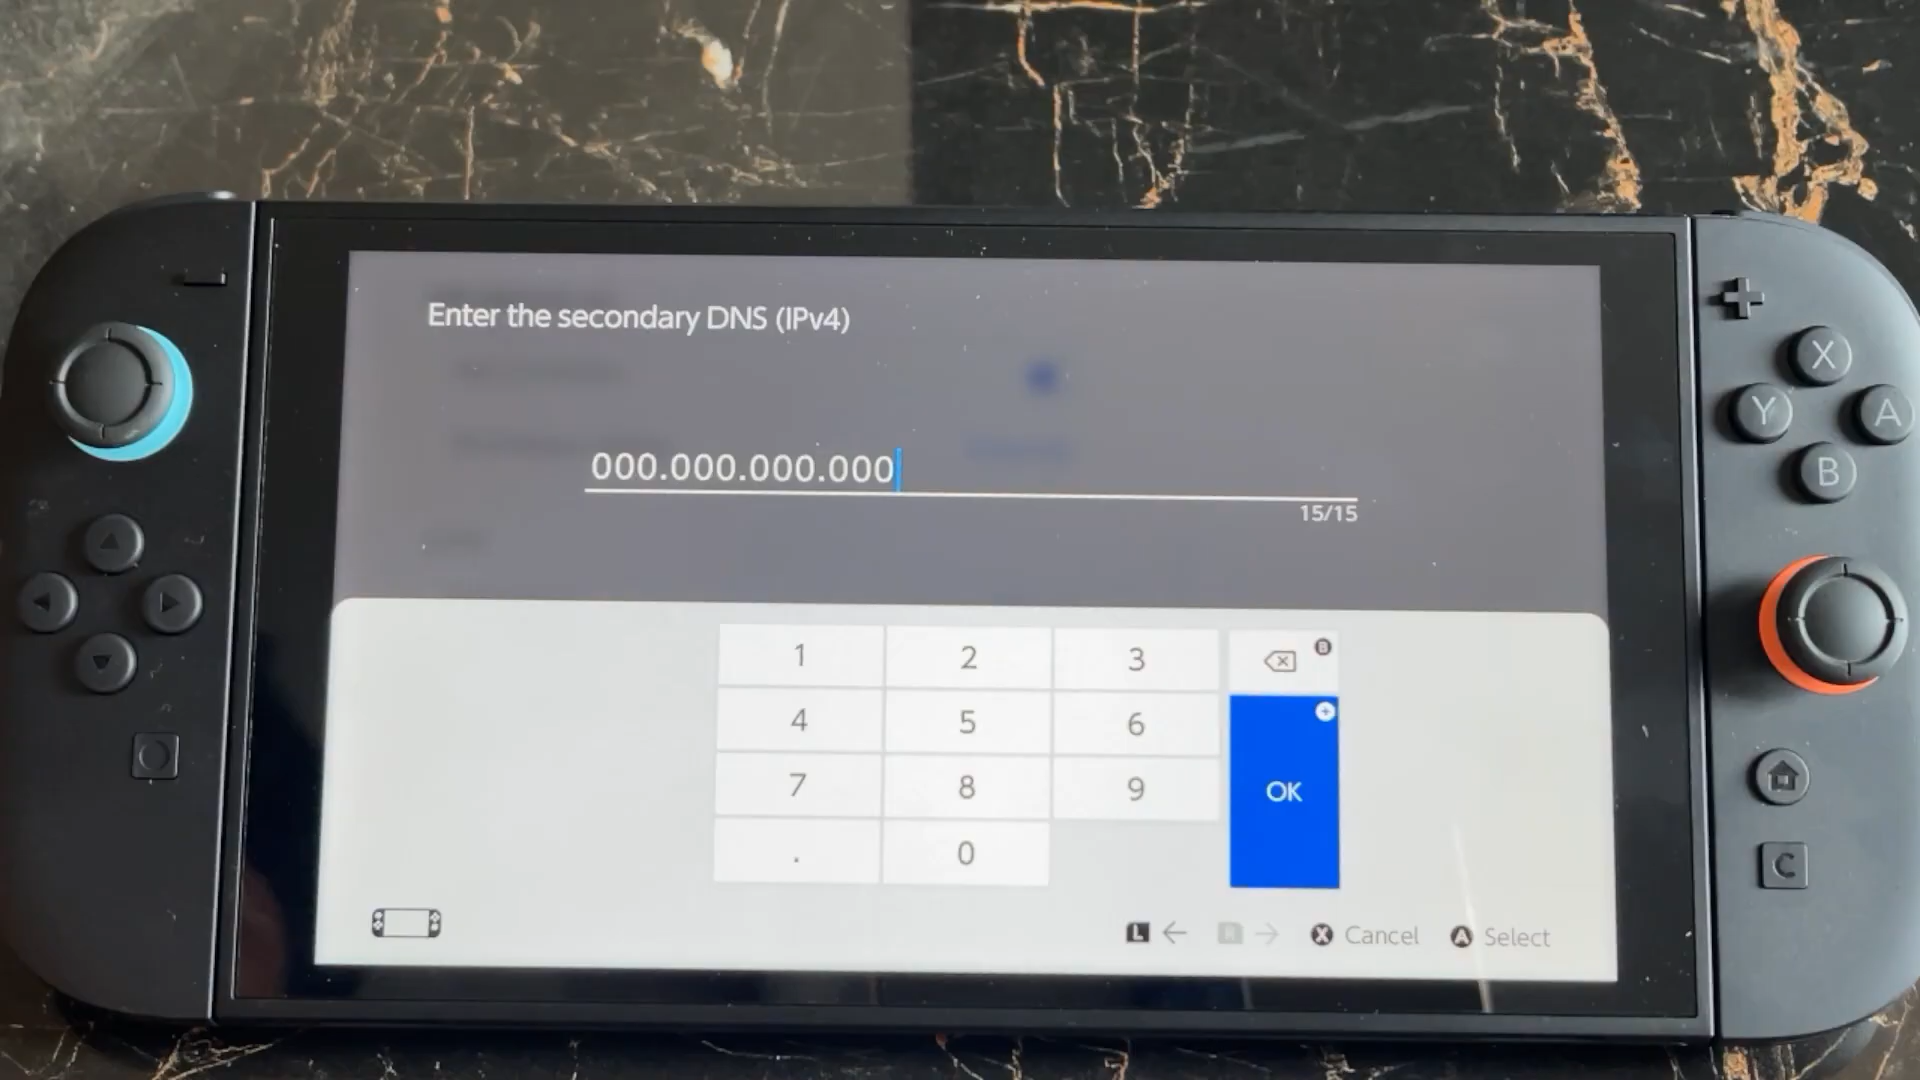 Enter the secondary DNS (IPv4)
000.000.000.000
15/15
1 2 3 B
4 5 6 +
7 8 9 OK
. 0
L ← R → X Cancel A Select
X
Y A
B
C